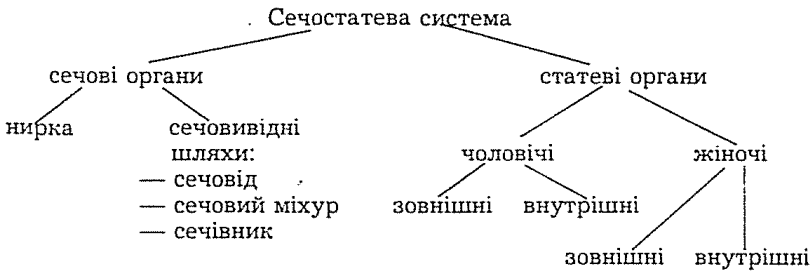 Сечостатева система
сечові органи статеві органи
нирка сечовивідні
шляхи:
— сечовід
— сечовий міхур
— сечівник
чоловічі жіночі
зовнішні внутрішні
зовнішні внутрішні